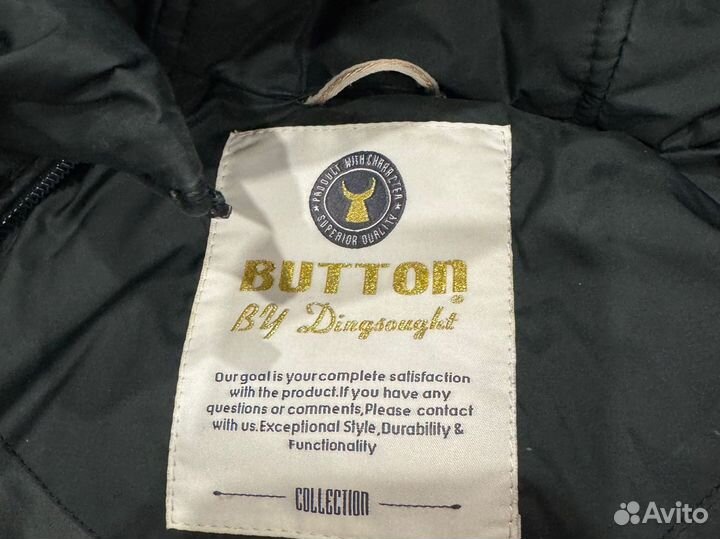 PRODUCT WITH CHARACTER
SUPERIOR QUALITY
BUTTON
BY Dingsought
Our goal is your complete satisfaction
with the product.If you have any
questions or comments,Please contact
with us.Exceptional Style,Durability &
Functionality
COLLECTION
Avito